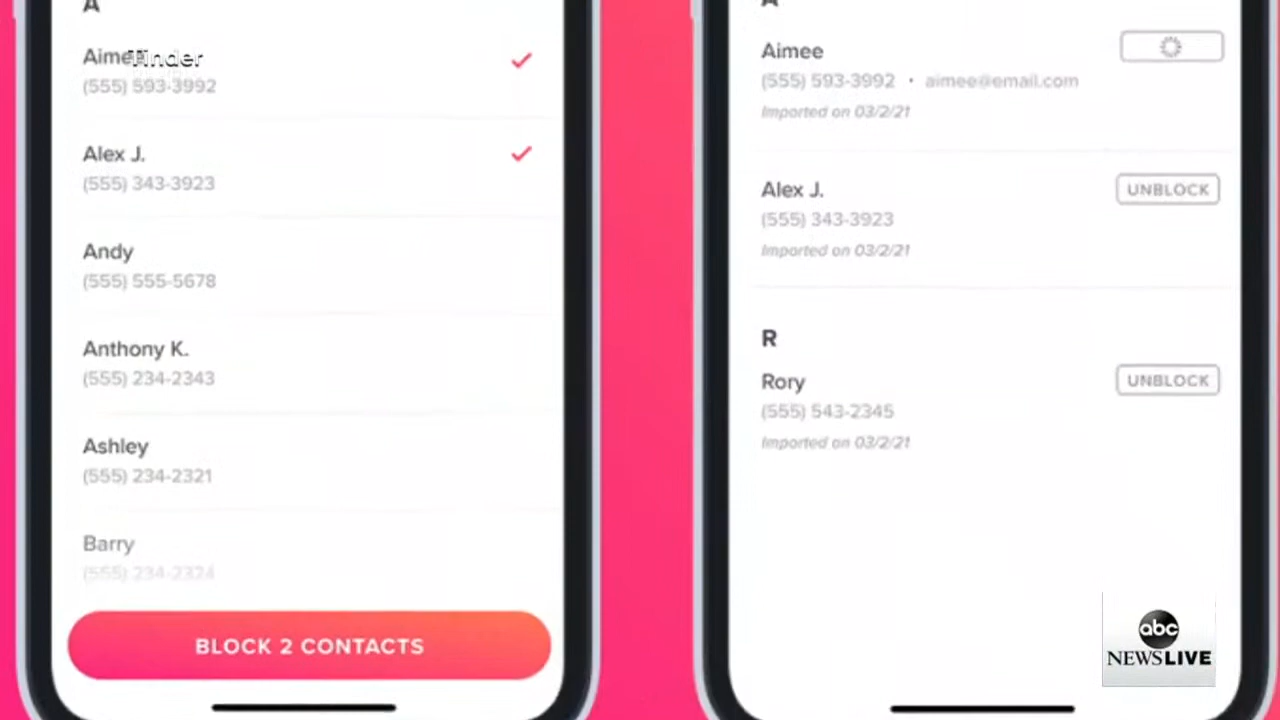 A
Aimee
Tinder
(555) 593-3992
Alex J.
(555) 343-3923
Andy
(555) 555-5678
Anthony K.
(555) 234-2343
Ashley
(555) 234-2321
Barry
(555) 234-2324
BLOCK 2 CONTACTS
A
Aimee
(555) 593-3992 • aimee@email.com
Imported on 03/2/21
Alex J.
UNBLOCK
(555) 343-3923
Imported on 03/2/21
R
Rory
UNBLOCK
(555) 543-2345
Imported on 03/2/21
abc
NEWSLIVE